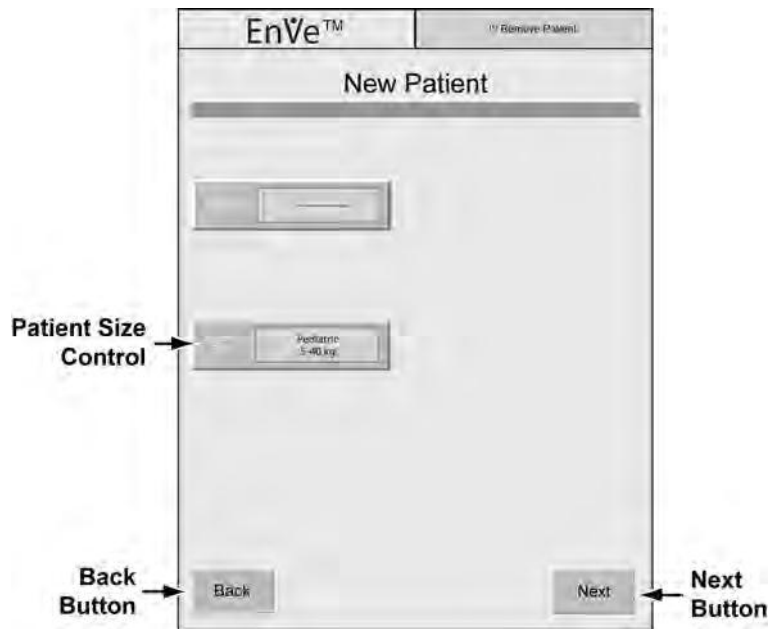 EnVe™
(!) Remove Patient
New Patient
Patient Size
Control
Pediatric
5-40 kg
Back
Button
Back
Next
Next
Button